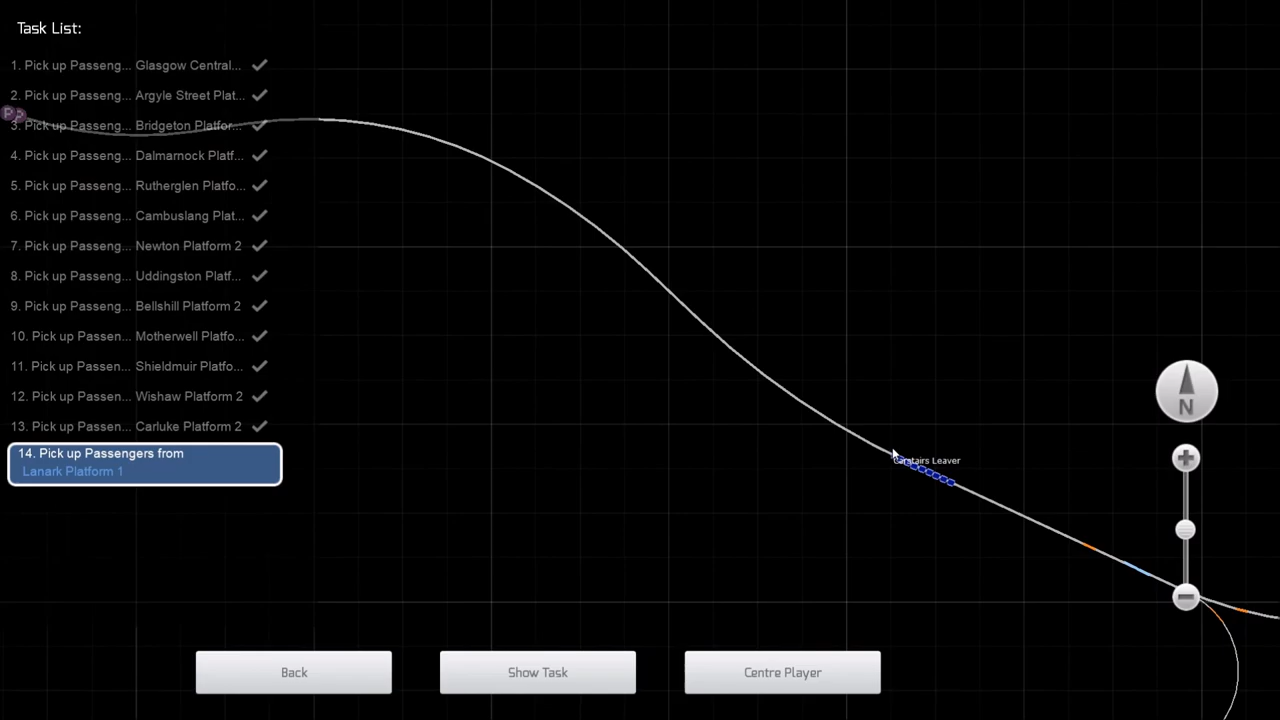 Task List:
1. Pick up Passeng... Glasgow Central...
2. Pick up Passeng... Argyle Street Plat...
3. Pick up Passeng... Bridgeton Platfor...
4. Pick up Passeng... Dalmarnock Platf...
5. Pick up Passeng... Rutherglen Platfo...
6. Pick up Passeng... Cambuslang Plat...
7. Pick up Passeng... Newton Platform 2
8. Pick up Passeng... Uddingston Platf...
9. Pick up Passeng... Bellshill Platform 2
10. Pick up Passen... Motherwell Platfo...
11. Pick up Passen... Shieldmuir Platfo...
12. Pick up Passen... Wishaw Platform 2
13. Pick up Passen... Carluke Platform 2
14. Pick up Passengers from
Lanark Platform 1
PP
Carstairs Leaver
N
Back
Show Task
Centre Player